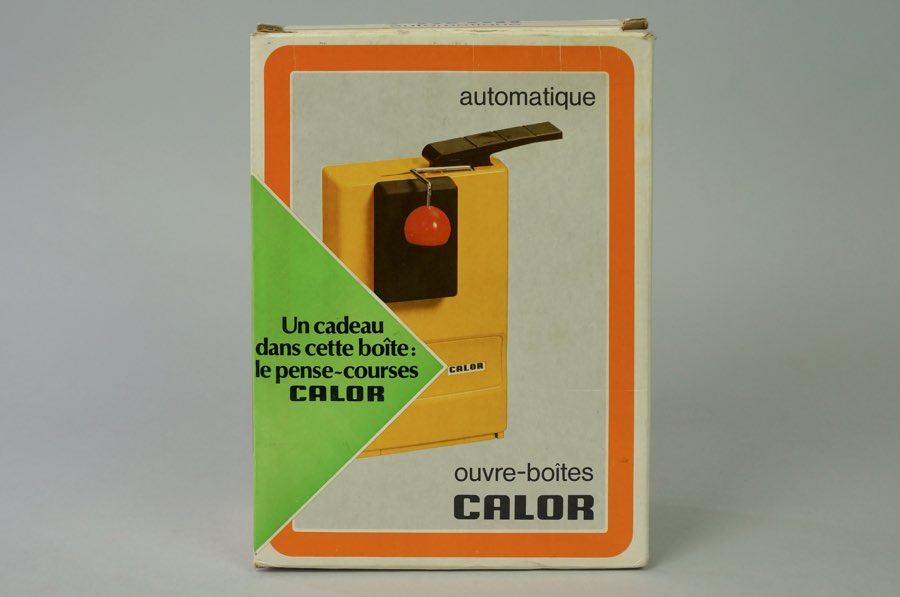 automatique
Un cadeau
dans cette boîte:
le pense-courses
CALOR
CALOR
ouvre-boîtes
CALOR